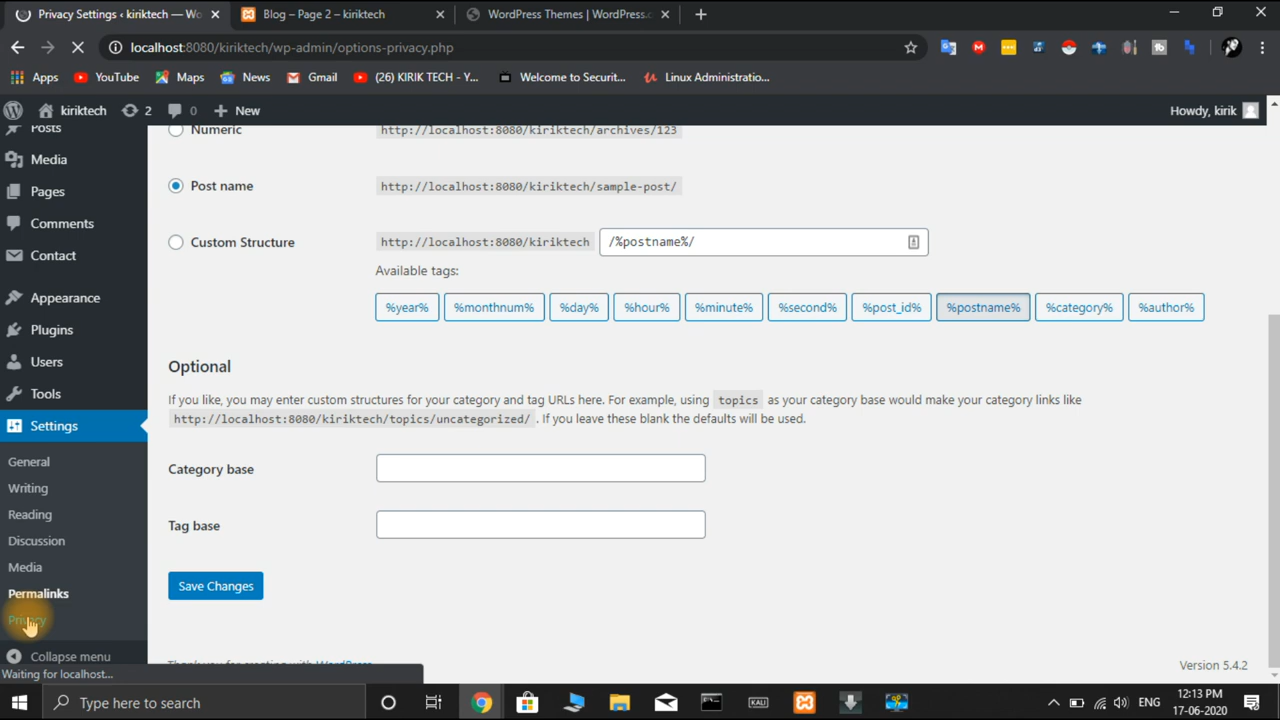 Privacy Settings ‹ kiriktech — Wo
Blog – Page 2 – kiriktech
WordPress Themes | WordPress.c
localhost:8080/kiriktech/wp-admin/options-privacy.php
Apps
YouTube
Maps
News
Gmail
(26) KIRIK TECH - Y...
Welcome to Securit...
Linux Administratio...
kiriktech
2
0
New
Howdy, kirik
Posts
Media
Pages
Comments
Contact
Appearance
Plugins
Users
Tools
Settings
General
Writing
Reading
Discussion
Media
Permalinks
Privacy
Collapse menu
Numeric
http://localhost:8080/kiriktech/archives/123
Post name
http://localhost:8080/kiriktech/sample-post/
Custom Structure
http://localhost:8080/kiriktech
/%postname%/
Available tags:
%year%
%monthnum%
%day%
%hour%
%minute%
%second%
%post_id%
%postname%
%category%
%author%
Optional
If you like, you may enter custom structures for your category and tag URLs here. For example, using topics as your category base would make your category links like
http://localhost:8080/kiriktech/topics/uncategorized/ . If you leave these blank the defaults will be used.
Category base
Tag base
Save Changes
Thank you for creating with WordPress
Version 5.4.2
Waiting for localhost...
Type here to search
KALI
ENG
12:13 PM
17-06-2020